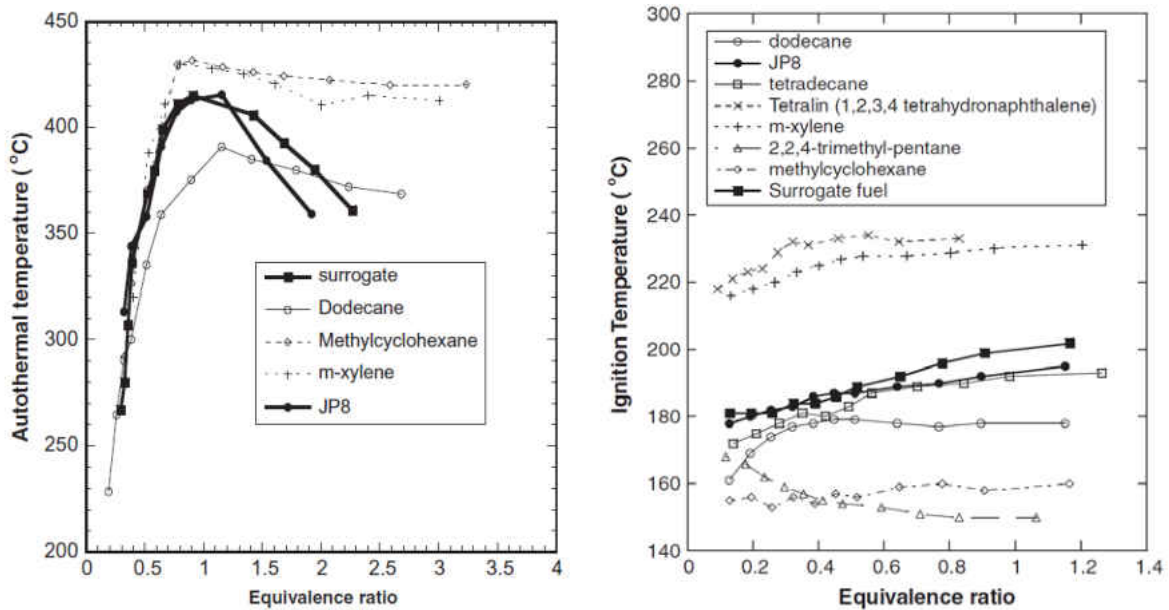 Autothermal temperature (°C)
450
400
350
300
250
200
0
0.5
1
1.5
2
2.5
3
3.5
4
Equivalence ratio
surrogate
Dodecane
Methylcyclohexane
m-xylene
JP8
Ignition Temperature (°C)
300
280
260
240
220
200
180
160
140
0.2
0.4
0.6
0.8
1
1.2
1.4
Equivalence ratio
dodecane
JP8
tetradecane
Tetralin (1,2,3,4 tetrahydronaphthalene)
m-xylene
2,2,4-trimethyl-pentane
methylcyclohexane
Surrogate fuel